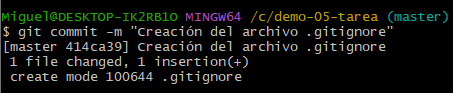 Miguel@DESKTOP-IK2RB1O MINGW64 /c/demo-05-tarea (master)
$ git commit -m "Creación del archivo .gitignore"
[master 414ca39] Creación del archivo .gitignore
 1 file changed, 1 insertion(+)
 create mode 100644 .gitignore